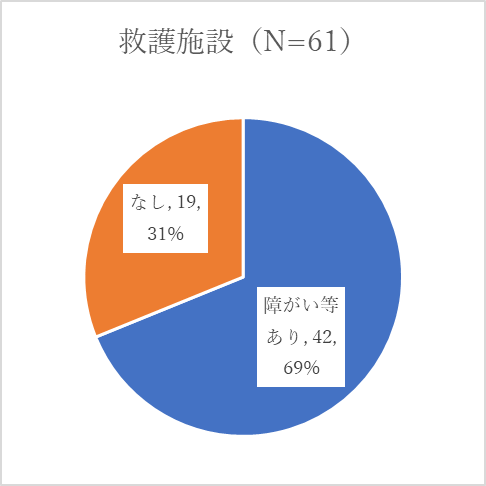 救護施設（N=61）
なし, 19,
31%
障がい等
あり, 42,
69%